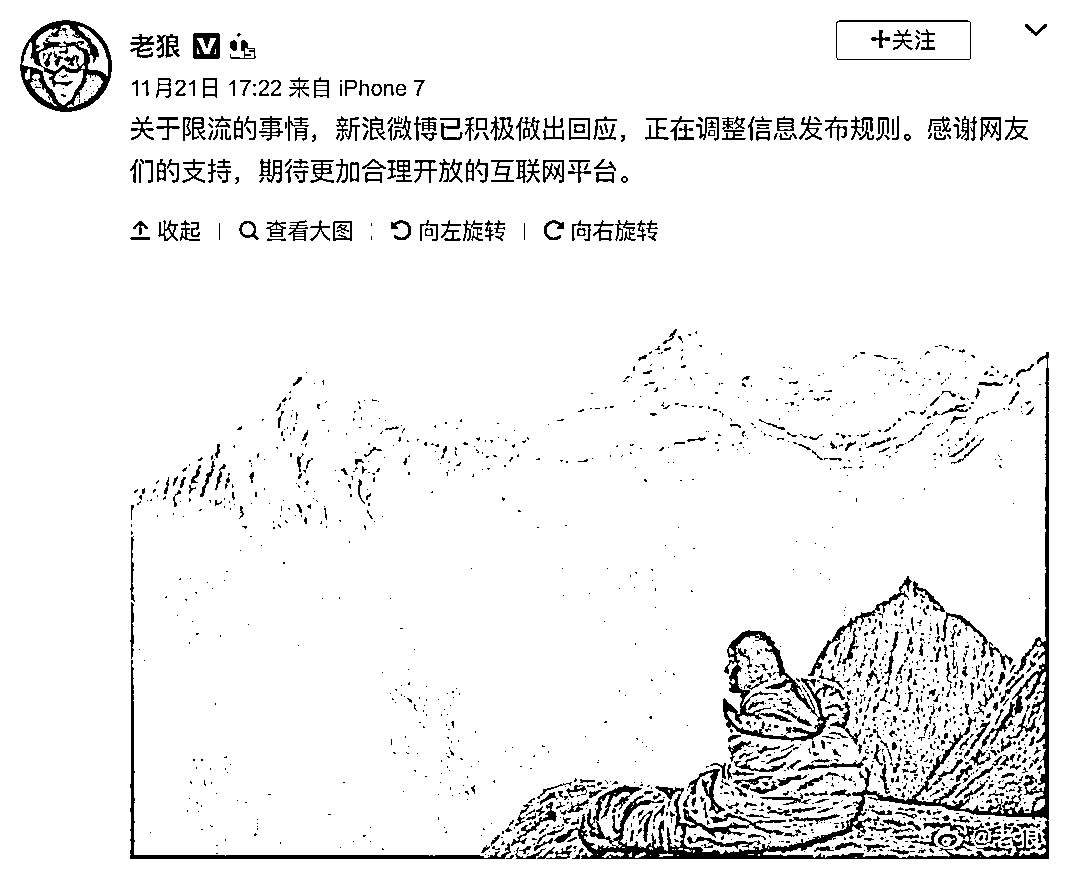 老狼
+关注
11月21日 17:22 来自 iPhone 7
关于限流的事情，新浪微博已积极做出回应，正在调整信息发布规则。感谢网友
们的支持，期待更加合理开放的互联网平台。
收起 | 查看大图 | 向左旋转 | 向右旋转
@老狼